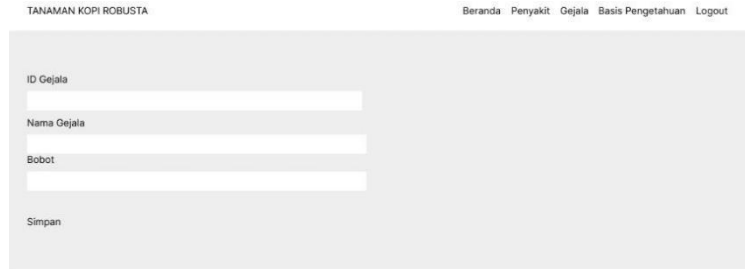 TANAMAN KOPI ROBUSTA Beranda Penyakit Gejala Basis Pengetahuan Logout
ID Gejala
Nama Gejala
Bobot
Simpan